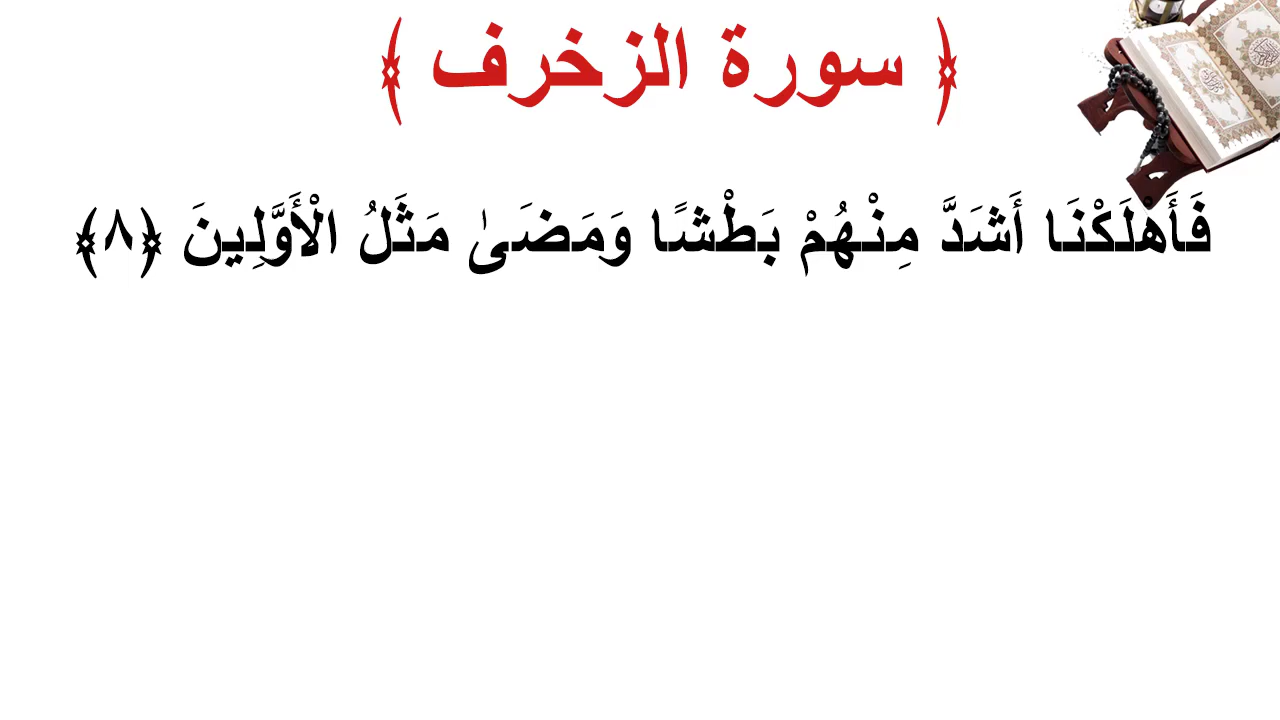 ﴿ سورة الزخرف ﴾
فَأَهْلَكْنَا أَشَدَّ مِنْهُمْ بَطْشًا وَمَضَىٰ مَثَلُ الْأَوَّلِينَ ﴿٨﴾